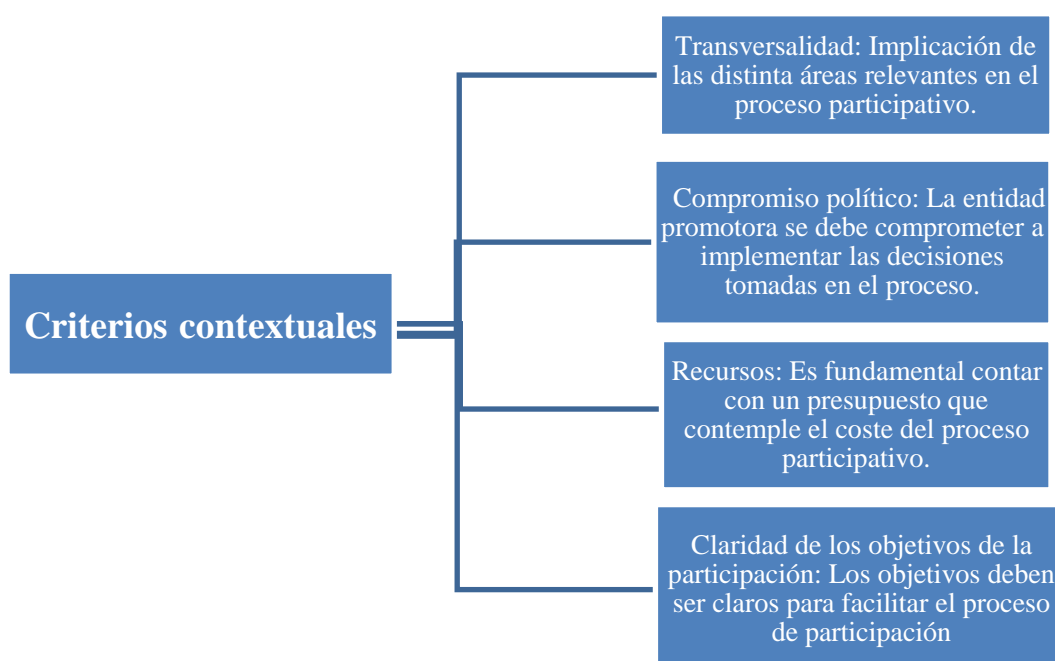 Transversalidad: Implicación de
las distinta áreas relevantes en el
proceso participativo.
Compromiso político: La entidad
promotora se debe comprometer a
implementar las decisiones
tomadas en el proceso.
Criterios contextuales
Recursos: Es fundamental contar
con un presupuesto que
contemple el coste del proceso
participativo.
Claridad de los objetivos de la
participación: Los objetivos deben
ser claros para facilitar el proceso
de participación